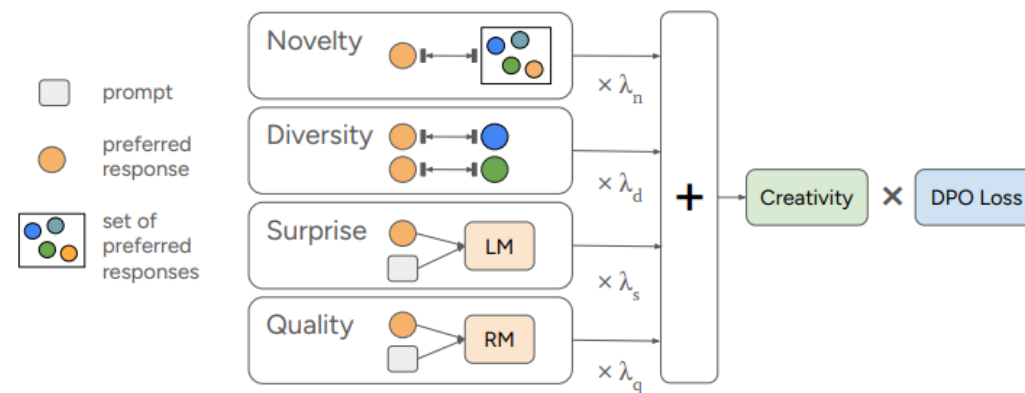 prompt
preferred
response
set of
preferred
responses
Novelty
× λn
Diversity
× λd
Surprise
LM
× λs
Quality
RM
× λq
+
Creativity
×
DPO Loss